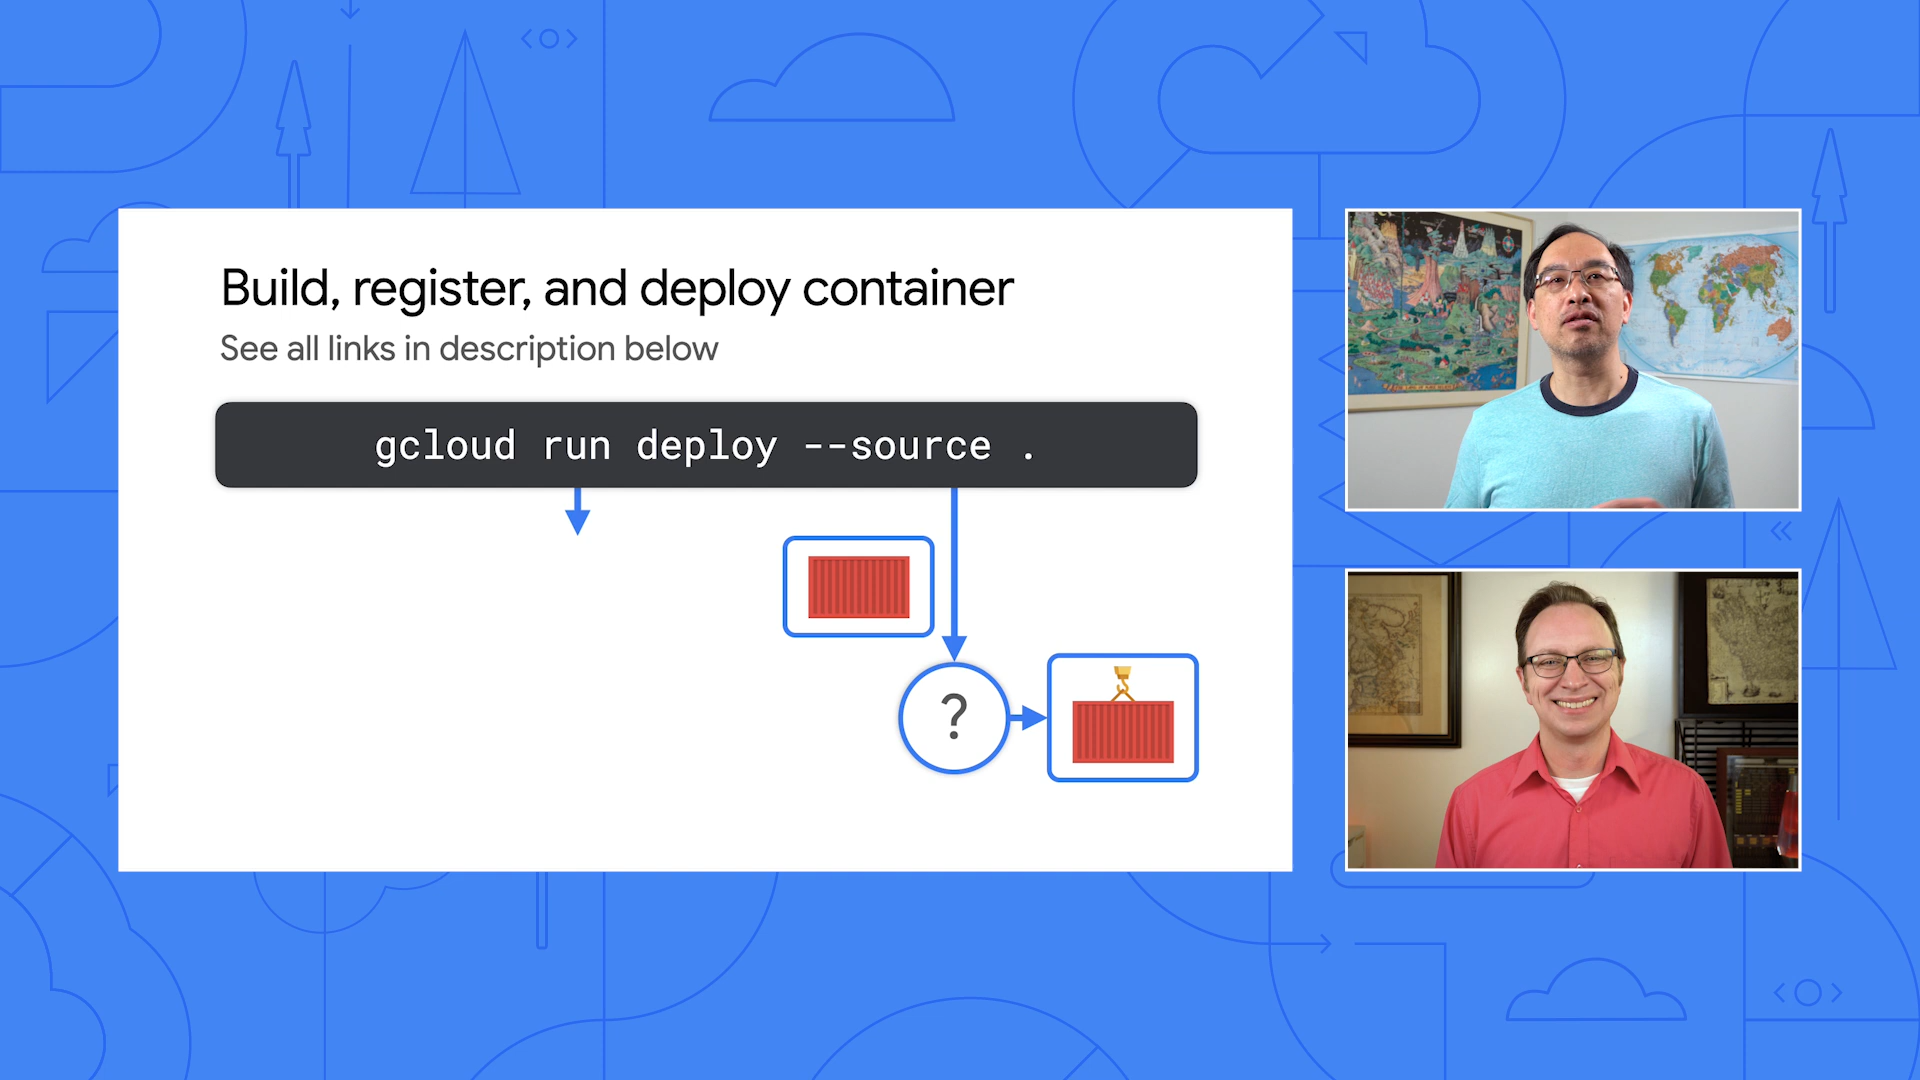 Build, register, and deploy container
See all links in description below
gcloud run deploy --source .
?